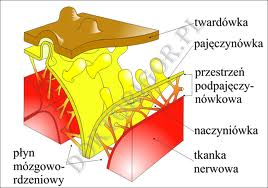 twardówka
pajęczynówka
przestrzeń
podpajęczy-
nówkowa
naczyniówka
tkanka
nerwowa
płyn
mózgowo-
rdzeniowy